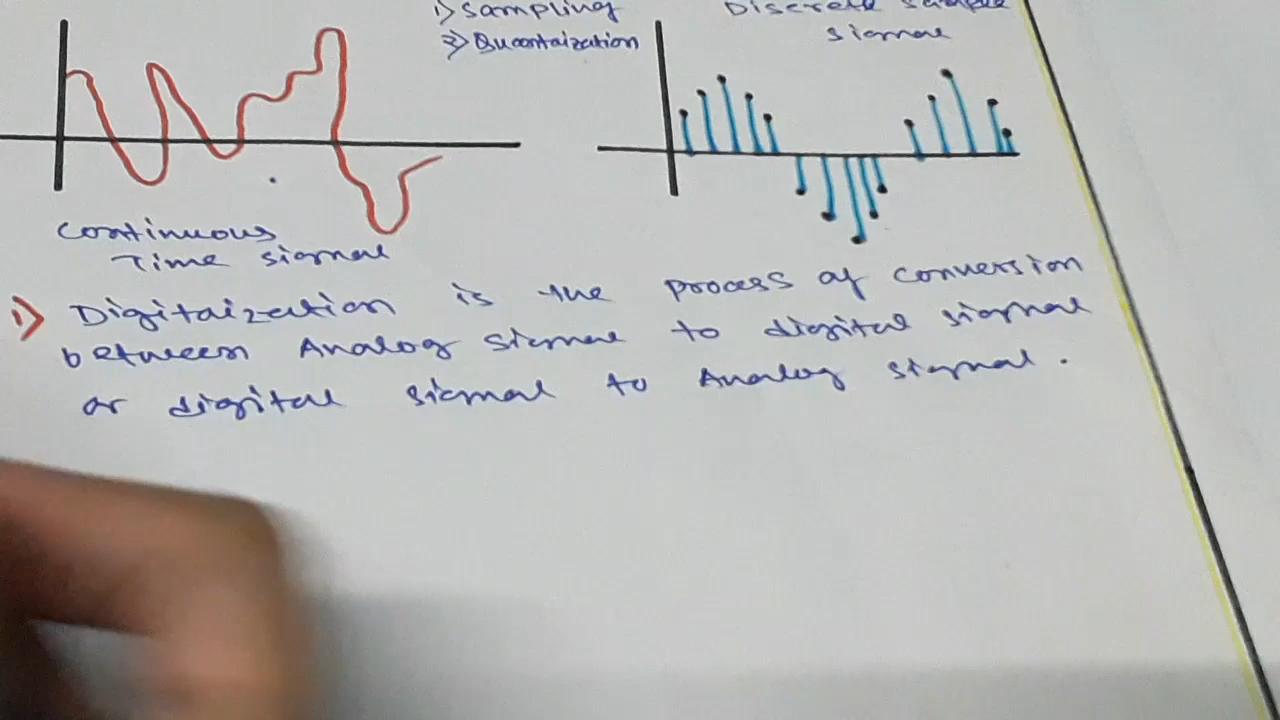 1) Sampling
2) Quantaization
Discrete sample
signal
Continuous
Time signal
1) Digitaization is the process of conversion
between Analog signal to digital signal
or digital signal to Analog signal.